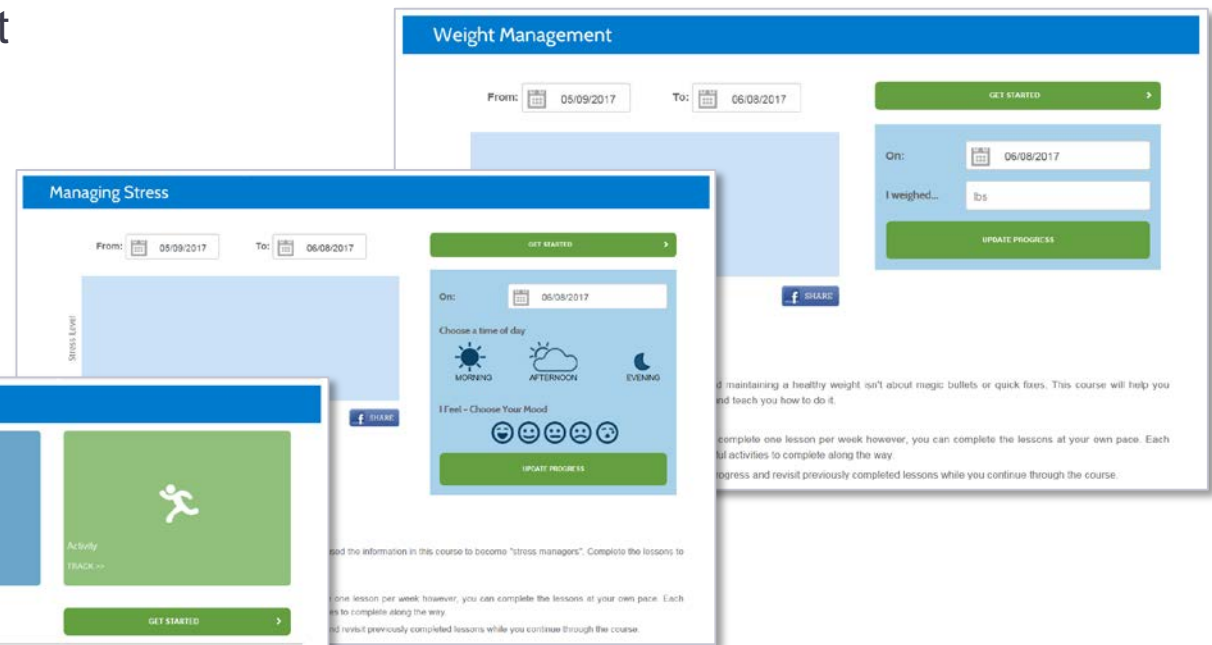 t
Weight Management
From: 05/09/2017 To: 06/08/2017
GET STARTED >
On: 06/08/2017
I weighed... lbs
UPDATE PROGRESS
f SHARE
d maintaining a healthy weight isn't about magic bullets or quick fixes. This course will help you
nd teach you how to do it.
complete one lesson per week however, you can complete the lessons at your own pace. Each
ful activities to complete along the way.
rogress and revisit previously completed lessons while you continue through the course.
Managing Stress
From: 05/09/2017 To: 06/08/2017
GET STARTED >
Stress Level
On: 06/08/2017
Choose a time of day
MORNING AFTERNOON EVENING
I Feel - Choose Your Mood
UPDATE PROGRESS
f SHARE
sed the information in this course to become "stress managers". Complete the lessons to
one lesson per week however, you can complete the lessons at your own pace. Each
es to complete along the way.
nd revisit previously completed lessons while you continue through the course.
Activity
TRACK >>
GET STARTED >